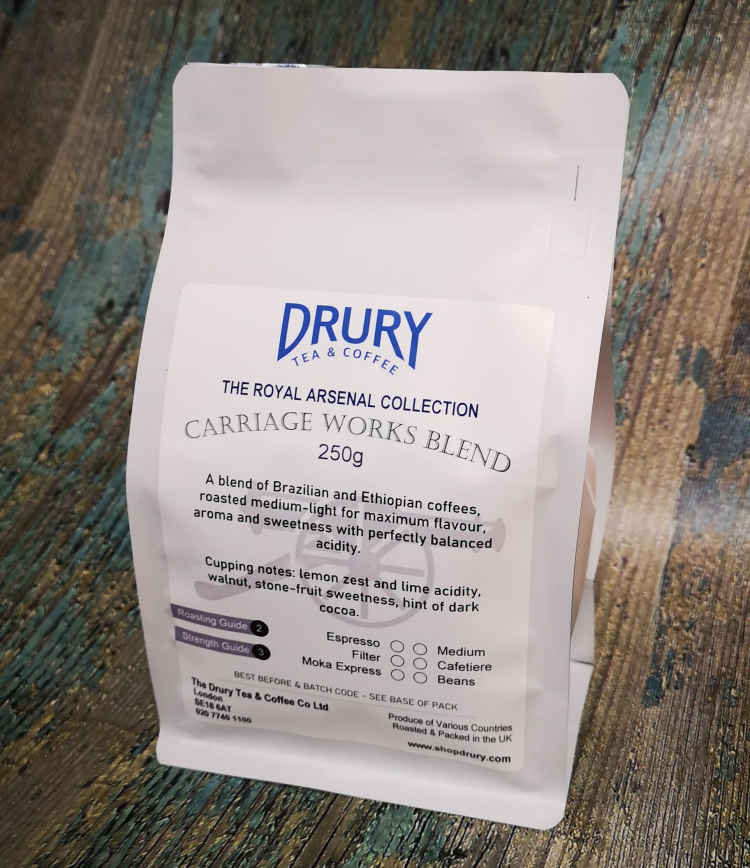 DRURY
TEA & COFFEE
THE ROYAL ARSENAL COLLECTION
CARRIAGE WORKS BLEND
250g
A blend of Brazilian and Ethiopian coffees,
roasted medium-light for maximum flavour,
aroma and sweetness with perfectly balanced
acidity.
Cupping notes: lemon zest and lime acidity,
walnut, stone-fruit sweetness, hint of dark
cocoa.
Roasting Guide 2
Strength Guide 3
Espresso Medium
Filter Cafetiere
Moka Express Beans
BEST BEFORE & BATCH CODE - SEE BASE OF PACK
The Drury Tea & Coffee Co Ltd
London
SE18 6AT
020 7740 1100
Produce of Various Countries
Roasted & Packed in the UK
www.shopdrury.com